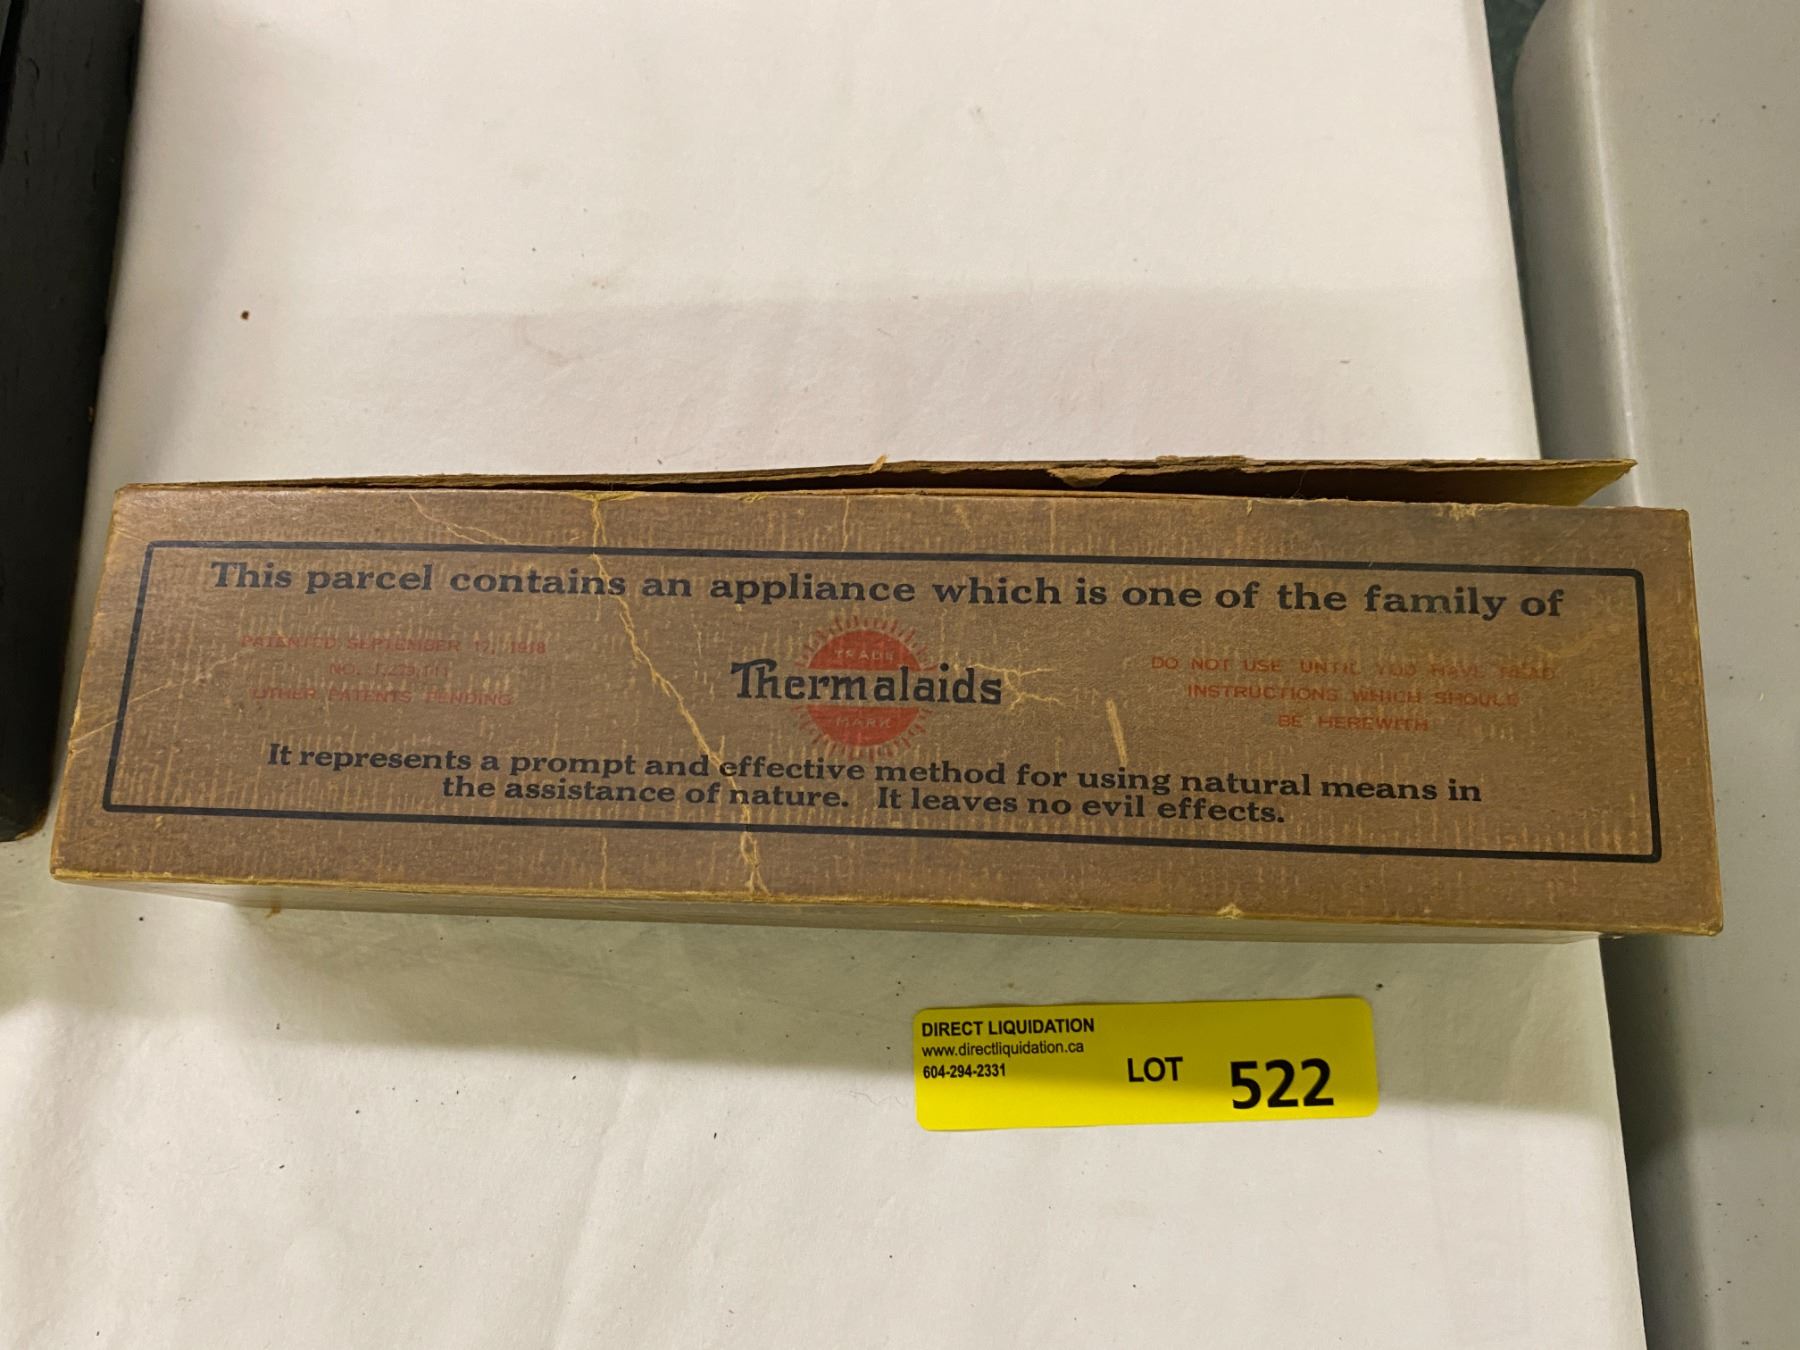 This parcel contains an appliance which is one of the family of
PATENTED SEPTEMBER 17, 1918
NO.
OTHER PATENTS PENDING
TRADE
Thermalaids
MARK
DO NOT USE UNTIL YOU HAVE READ
INSTRUCTIONS WHICH SHOULD
BE HEREWITH
It represents a prompt and effective method for using natural means in
the assistance of nature. It leaves no evil effects.
DIRECT LIQUIDATION
www.directliquidation.ca
604-294-2331
LOT 522